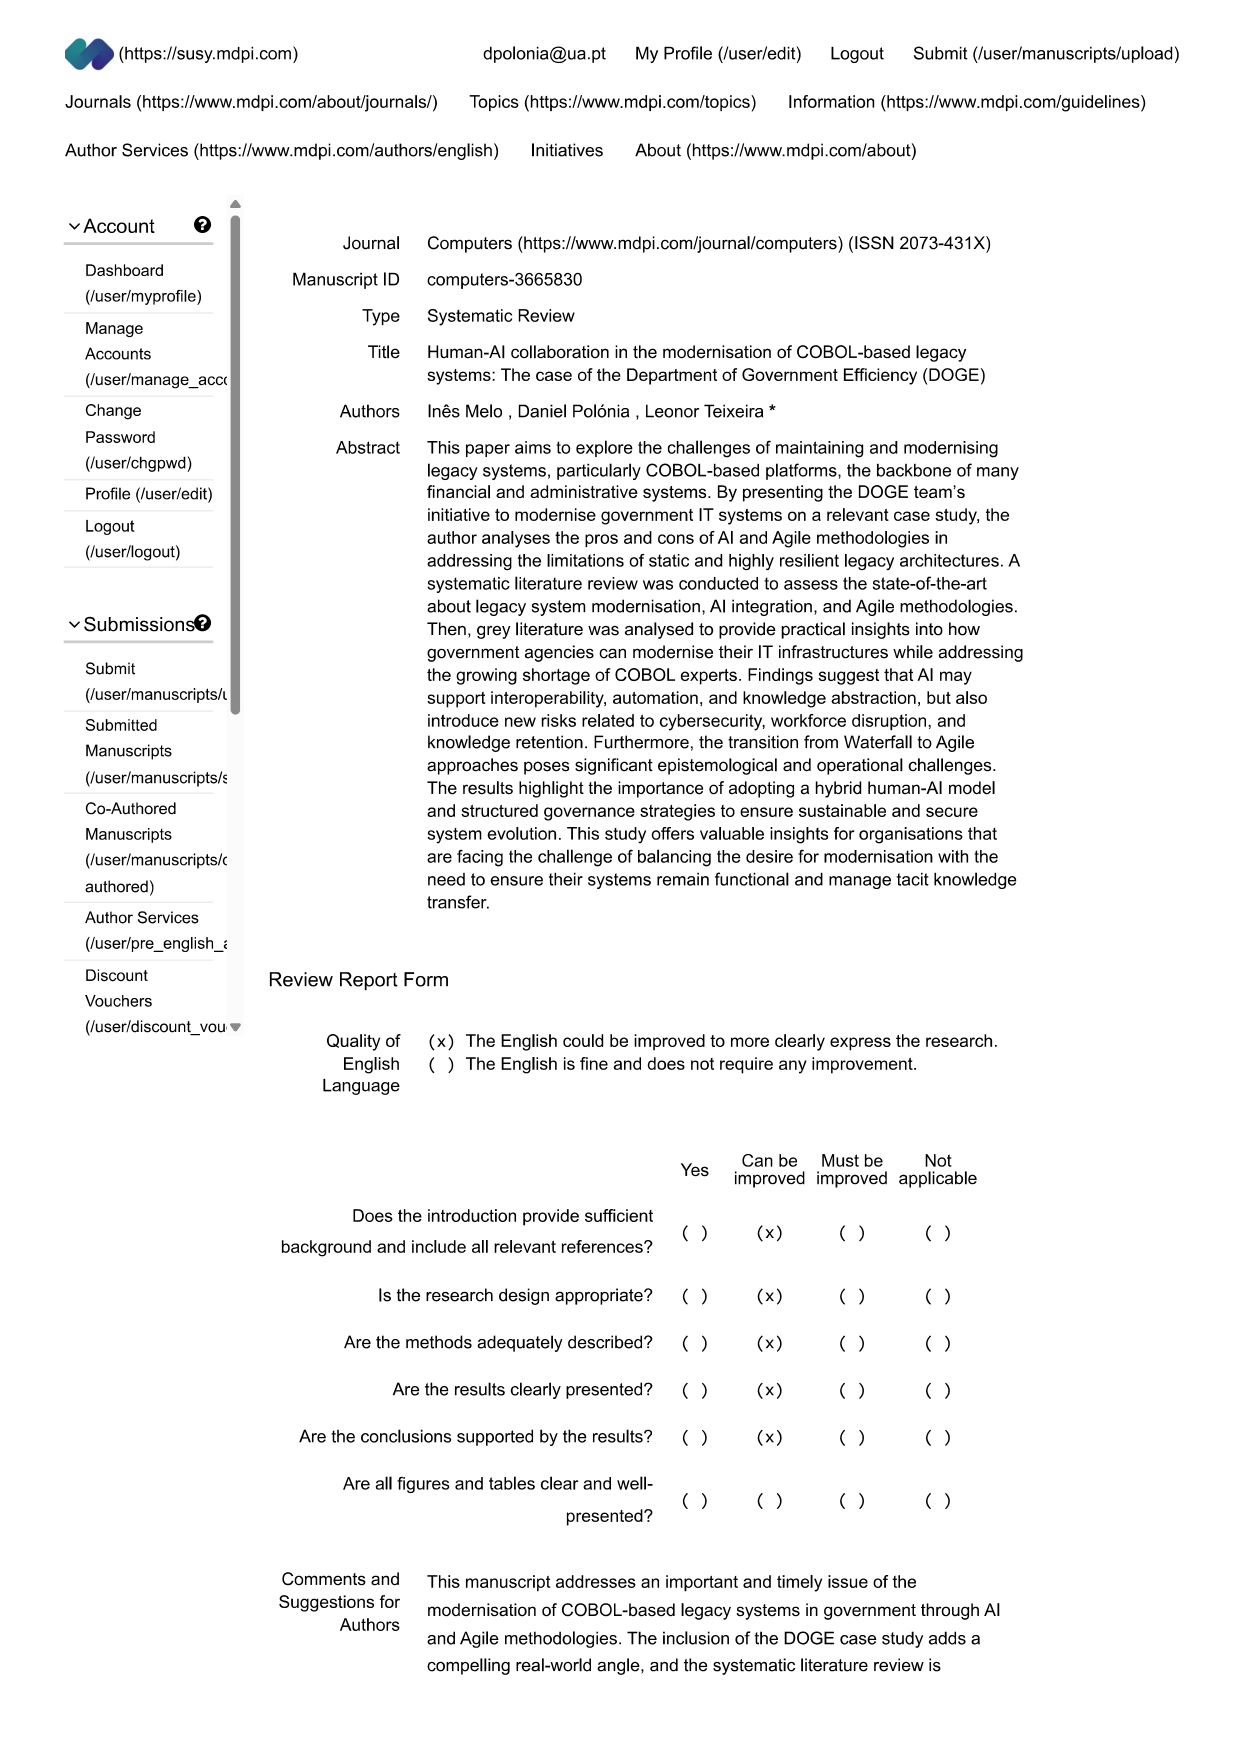 (https://susy.mdpi.com) dpolonia@ua.pt My Profile (/user/edit) Logout Submit (/user/manuscripts/upload)
Journals (https://www.mdpi.com/about/journals/) Topics (https://www.mdpi.com/topics) Information (https://www.mdpi.com/guidelines)
Author Services (https://www.mdpi.com/authors/english) Initiatives About (https://www.mdpi.com/about)
Account
Dashboard
(/user/myprofile)
Manage
Accounts
(/user/manage_acco
Change
Password
(/user/chgpwd)
Profile (/user/edit)
Logout
(/user/logout)
Submissions
Submit
(/user/manuscripts/u
Submitted
Manuscripts
(/user/manuscripts/s
Co-Authored
Manuscripts
(/user/manuscripts/c
authored)
Author Services
(/user/pre_english_a
Discount
Vouchers
(/user/discount_vou
Journal Computers (https://www.mdpi.com/journal/computers) (ISSN 2073-431X)
Manuscript ID computers-3665830
Type Systematic Review
Title Human-AI collaboration in the modernisation of COBOL-based legacy
systems: The case of the Department of Government Efficiency (DOGE)
Authors Inês Melo , Daniel Polónia , Leonor Teixeira *
Abstract This paper aims to explore the challenges of maintaining and modernising
legacy systems, particularly COBOL-based platforms, the backbone of many
financial and administrative systems. By presenting the DOGE team’s
initiative to modernise government IT systems on a relevant case study, the
author analyses the pros and cons of AI and Agile methodologies in
addressing the limitations of static and highly resilient legacy architectures. A
systematic literature review was conducted to assess the state-of-the-art
about legacy system modernisation, AI integration, and Agile methodologies.
Then, grey literature was analysed to provide practical insights into how
government agencies can modernise their IT infrastructures while addressing
the growing shortage of COBOL experts. Findings suggest that AI may
support interoperability, automation, and knowledge abstraction, but also
introduce new risks related to cybersecurity, workforce disruption, and
knowledge retention. Furthermore, the transition from Waterfall to Agile
approaches poses significant epistemological and operational challenges.
The results highlight the importance of adopting a hybrid human-AI model
and structured governance strategies to ensure sustainable and secure
system evolution. This study offers valuable insights for organisations that
are facing the challenge of balancing the desire for modernisation with the
need to ensure their systems remain functional and manage tacit knowledge
transfer.
Review Report Form
Quality of
English
Language
(x) The English could be improved to more clearly express the research.
( ) The English is fine and does not require any improvement.
Yes
Can be
improved
Must be
improved
Not
applicable
Does the introduction provide sufficient
background and include all relevant references?
( ) (x) ( ) ( )
Is the research design appropriate? ( ) (x) ( ) ( )
Are the methods adequately described? ( ) (x) ( ) ( )
Are the results clearly presented? ( ) (x) ( ) ( )
Are the conclusions supported by the results? ( ) (x) ( ) ( )
Are all figures and tables clear and well-
presented?
( ) ( ) ( ) ( )
Comments and
Suggestions for
Authors
This manuscript addresses an important and timely issue of the
modernisation of COBOL-based legacy systems in government through AI
and Agile methodologies. The inclusion of the DOGE case study adds a
compelling real-world angle, and the systematic literature review is